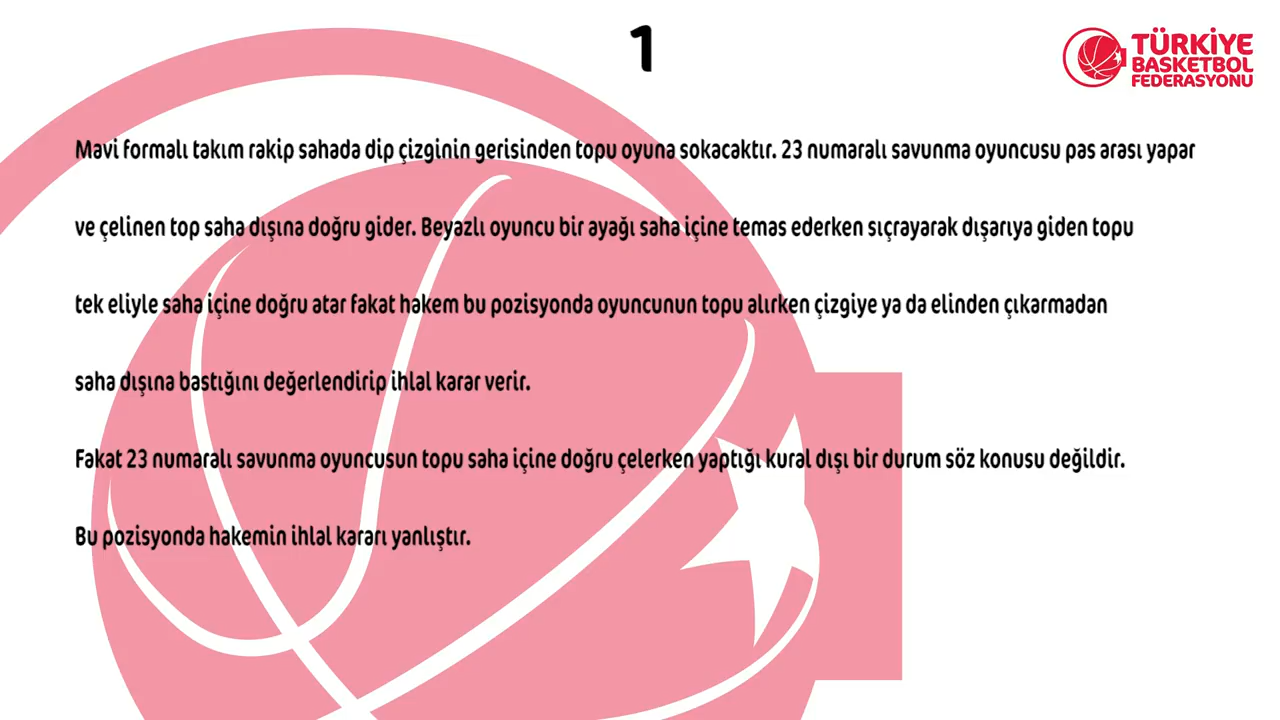 1
TÜRKİYE
BASKETBOL
FEDERASYONU
Mavi formalı takım rakip sahada dip çizginin gerisinden topu oyuna sokacaktır. 23 numaralı savunma oyuncusu pas arası yapar
ve çelinen top saha dışına doğru gider. Beyazlı oyuncu bir ayağı saha içine temas ederken sıçrayarak dışarıya giden topu
tek eliyle saha içine doğru atar fakat hakem bu pozisyonda oyuncunun topu alırken çizgiye ya da elinden çıkarmadan
saha dışına bastığını değerlendirip ihlal karar verir.
Fakat 23 numaralı savunma oyuncusun topu saha içine doğru çelerken yaptığı kural dışı bir durum söz konusu değildir.
Bu pozisyonda hakemin ihlal kararı yanlıştır.